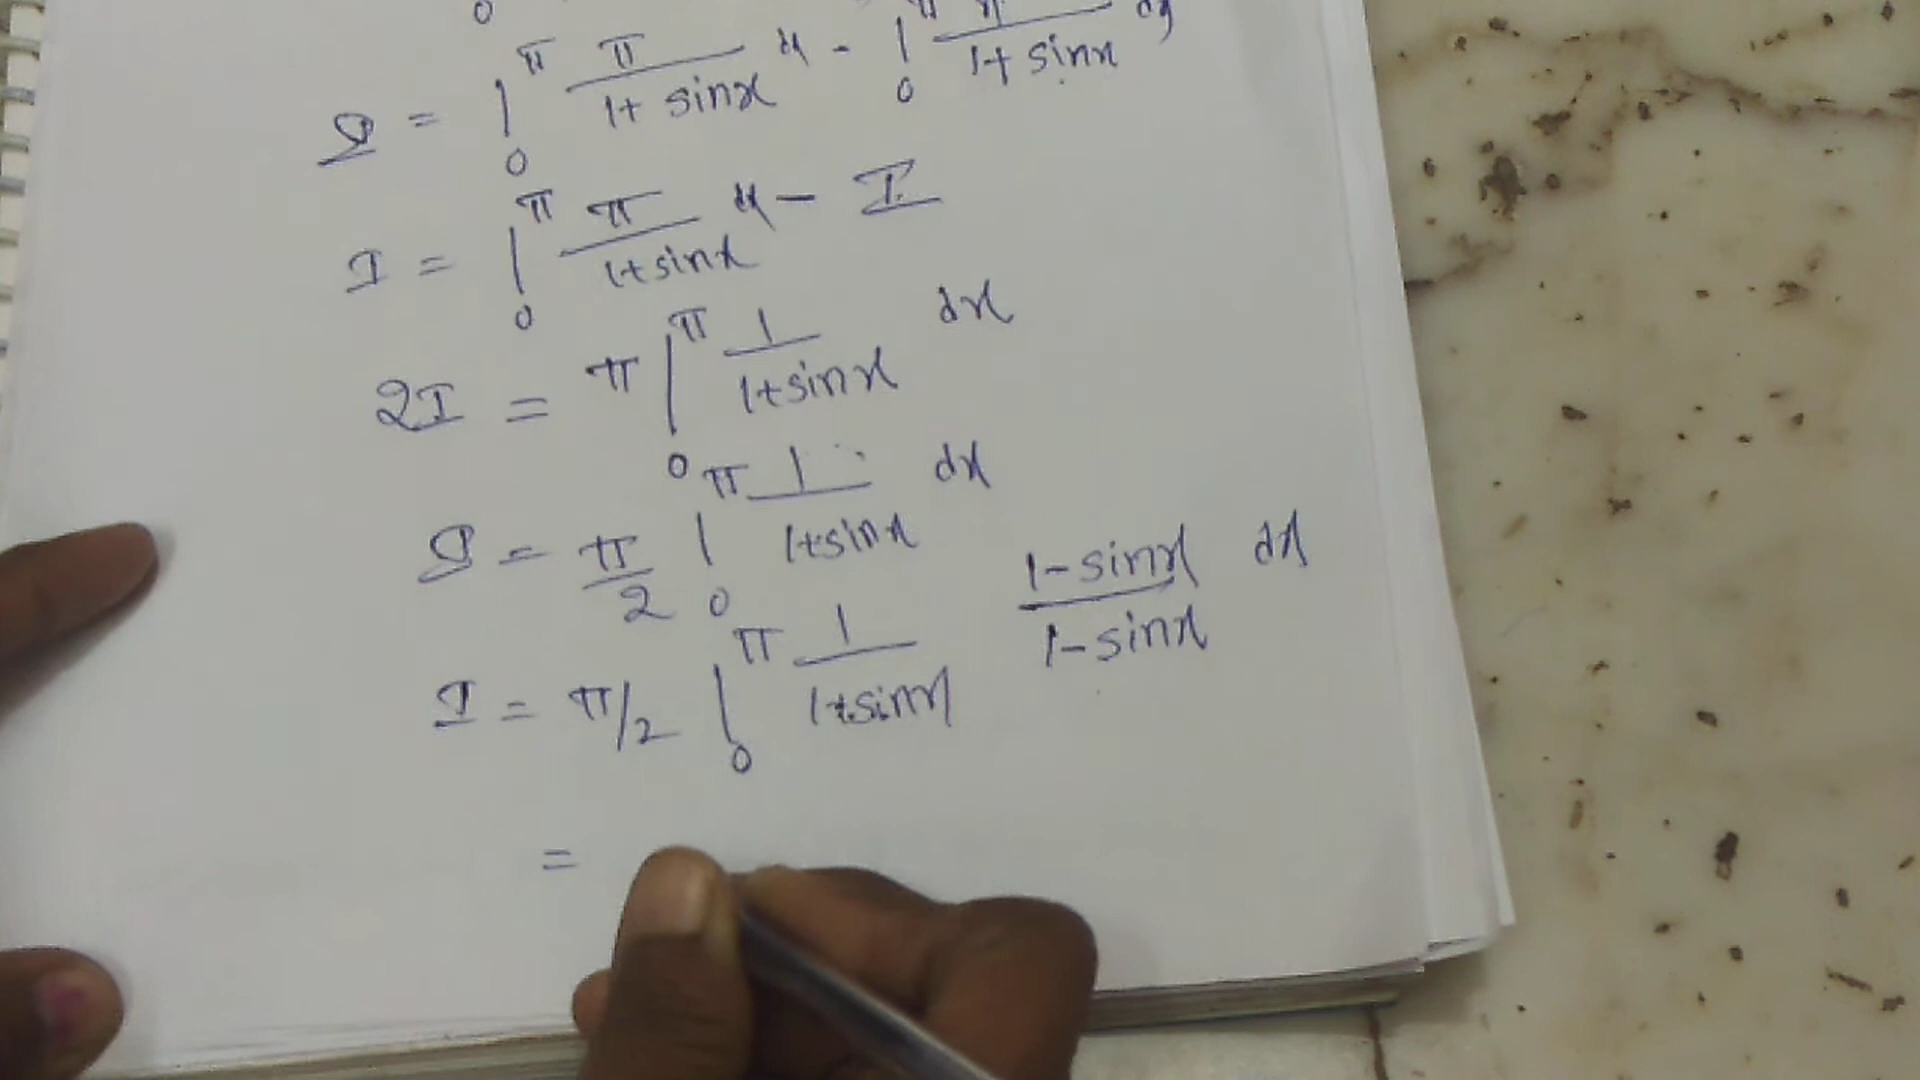 I = ∫₀^π π/(1+sinx) dx - ∫₀^π x/(1+sinx) dx
I = ∫₀^π π/(1+sinx) dx - I
2I = π ∫₀^π 1/(1+sinx) dx
I = π/2 ∫₀^π 1/(1+sinx) dx
I = π/2 ∫₀^π 1/(1+sinx) (1-sinx)/(1-sinx) dx
=